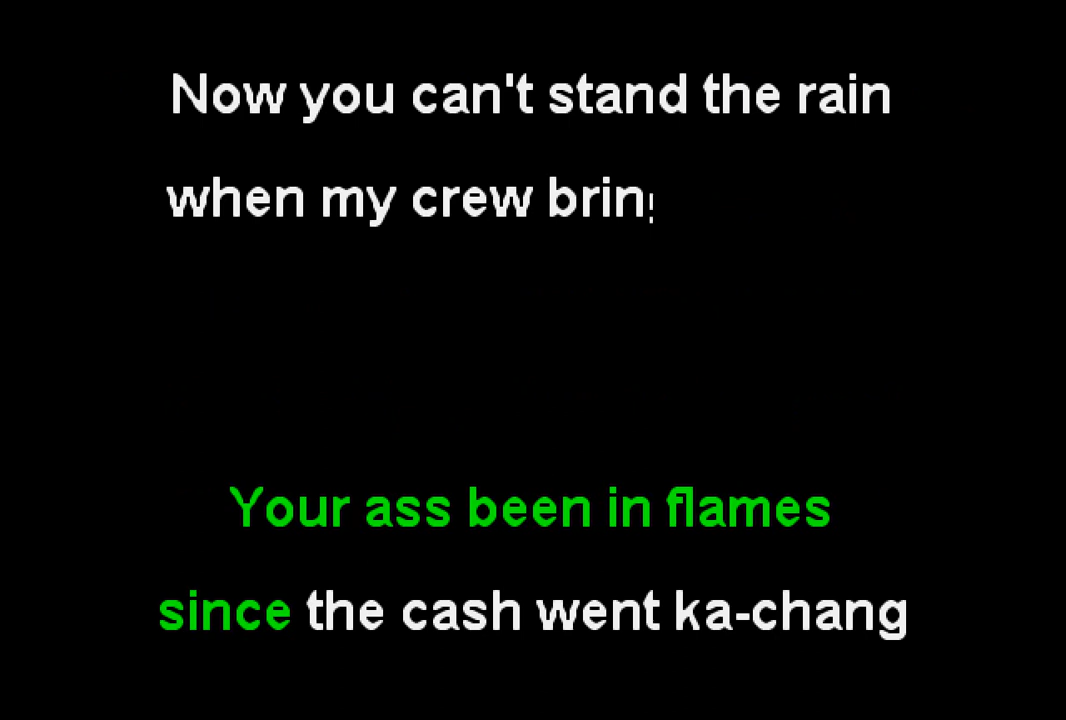 Now you can't stand the rain
when my crew brin
Your ass been in flames
since the cash went ka-chang